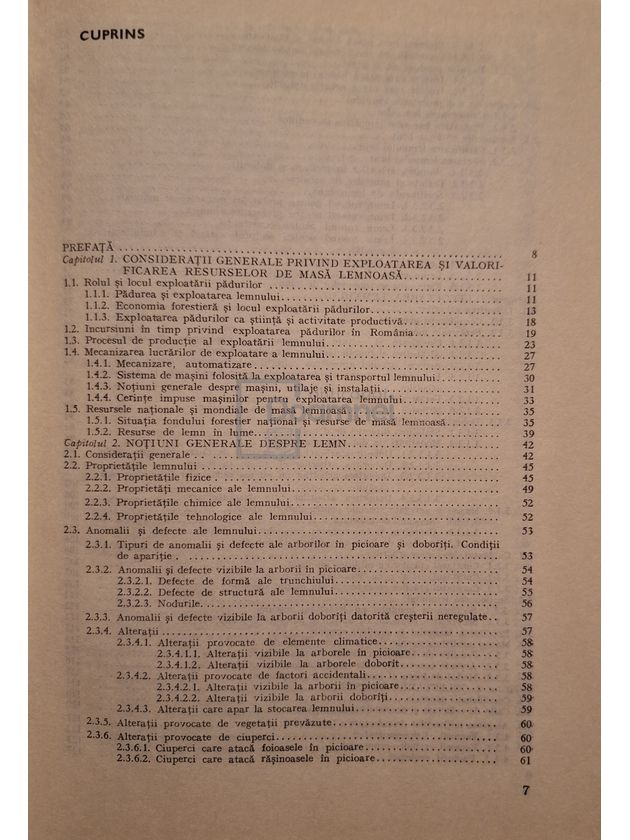 CUPRINS
PREFAȚĂ 8
Capitolul 1. CONSIDERAȚII GENERALE PRIVIND EXPLOATAREA ȘI VALORI-
FICAREA RESURSELOR DE MASĂ LEMNOASĂ 11
1.1. Rolul și locul exploatării pădurilor 11
1.1.1. Pădurea și exploatarea lemnului 11
1.1.2. Economia forestieră și locul exploatării pădurilor 13
1.1.3. Exploatarea pădurilor ca știință și activitate productivă 18
1.2. Incursiuni în timp privind exploatarea pădurilor în România 19
1.3. Procesul de producție al exploatării lemnului 23
1.4. Mecanizarea lucrărilor de exploatare a lemnului 27
1.4.1. Mecanizare, automatizare 27
1.4.2. Sistema de mașini folosită la exploatarea și transportul lemnului 30
1.4.3. Noțiuni generale despre mașini, utilaje și instalații 31
1.4.4. Cerințe impuse mașinilor pentru exploatarea lemnului 33
1.5. Resursele naționale și mondiale de masă lemnoasă 35
1.5.1. Situația fondului forestier național și resurse de masă lemnoasă 35
1.5.2. Resurse de lemn în lume 39
Capitolul 2. NOȚIUNI GENERALE DESPRE LEMN 42
2.1. Considerații generale 42
2.2. Proprietățile lemnului 45
2.2.1. Proprietățile fizice 45
2.2.2. Proprietăți mecanice ale lemnului 49
2.2.3. Proprietățile chimice ale lemnului 52
2.2.4. Proprietățile tehnologice ale lemnului 52
2.3. Anomalii și defecte ale lemnului 53
2.3.1. Tipuri de anomalii și defecte ale arborilor în picioare și doborîți. Condiții
de apariție 53
2.3.2. Anomalii și defecte vizibile la arborii în picioare 54
2.3.2.1. Defecte de formă ale trunchiului 54
2.3.2.2. Defecte de structură ale lemnului 55
2.3.2.3. Nodurile 56
2.3.3. Anomalii și defecte vizibile la arborii doborîți datorită creșterii neregulate 57
2.3.4. Alterații 57
2.3.4.1. Alterații provocate de elemente climatice 58
2.3.4.1.1. Alterații vizibile la arborele în picioare 58
2.3.4.1.2. Alterații vizibile la arborele doborît 58
2.3.4.2. Alterații provocate de factori accidentali 58
2.3.4.2.1. Alterații vizibile la arborii în picioare 58
2.3.4.2.2. Alterații vizibile la arborii doborîți 59
2.3.4.3. Alterații care apar la stocarea lemnului 59
2.3.5. Alterații provocate de vegetații prevăzute 60
2.3.6. Alterații provocate de ciuperci 60
2.3.6.1. Ciuperci care atacă foioasele în picioare 60
2.3.6.2. Ciuperci care atacă rășinoasele în picioare 61
7